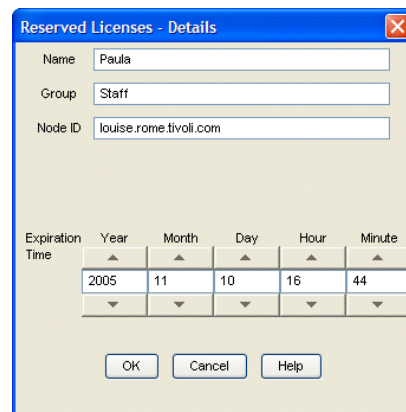 Reserved Licenses - Details
Name Paula
Group Staff
Node ID louise.rome.tivoli.com
Expiration Year Month Day Hour Minute
Time
2005 11 10 16 44
OK Cancel Help